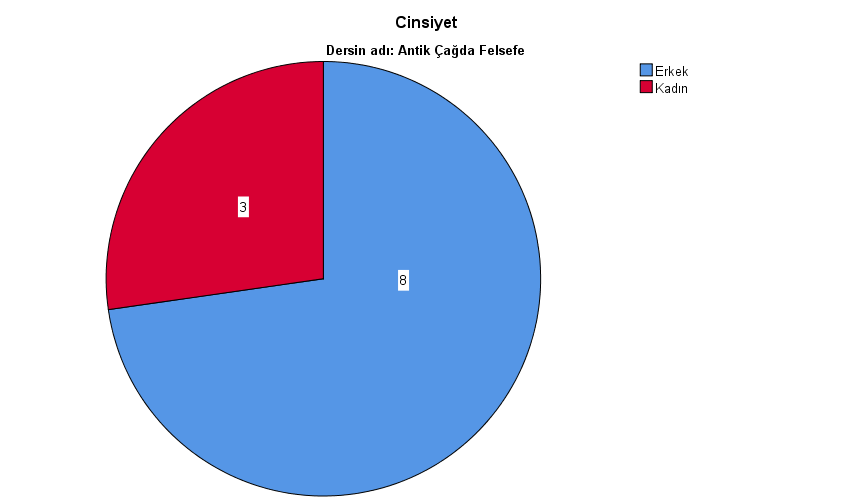 Cinsiyet
Dersin adı: Antik Çağda Felsefe
Erkek
Kadın
3
8